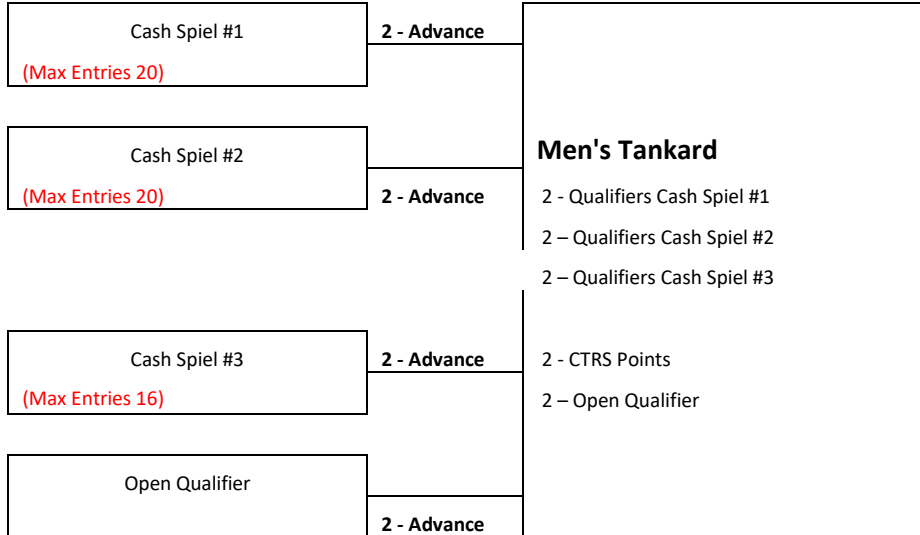 Cash Spiel #1
2 - Advance
(Max Entries 20)
Cash Spiel #2
(Max Entries 20)
2 - Advance
Men's Tankard
2 - Qualifiers Cash Spiel #1
2 – Qualifiers Cash Spiel #2
2 – Qualifiers Cash Spiel #3
Cash Spiel #3
2 - Advance
(Max Entries 16)
2 - CTRS Points
2 – Open Qualifier
Open Qualifier
2 - Advance